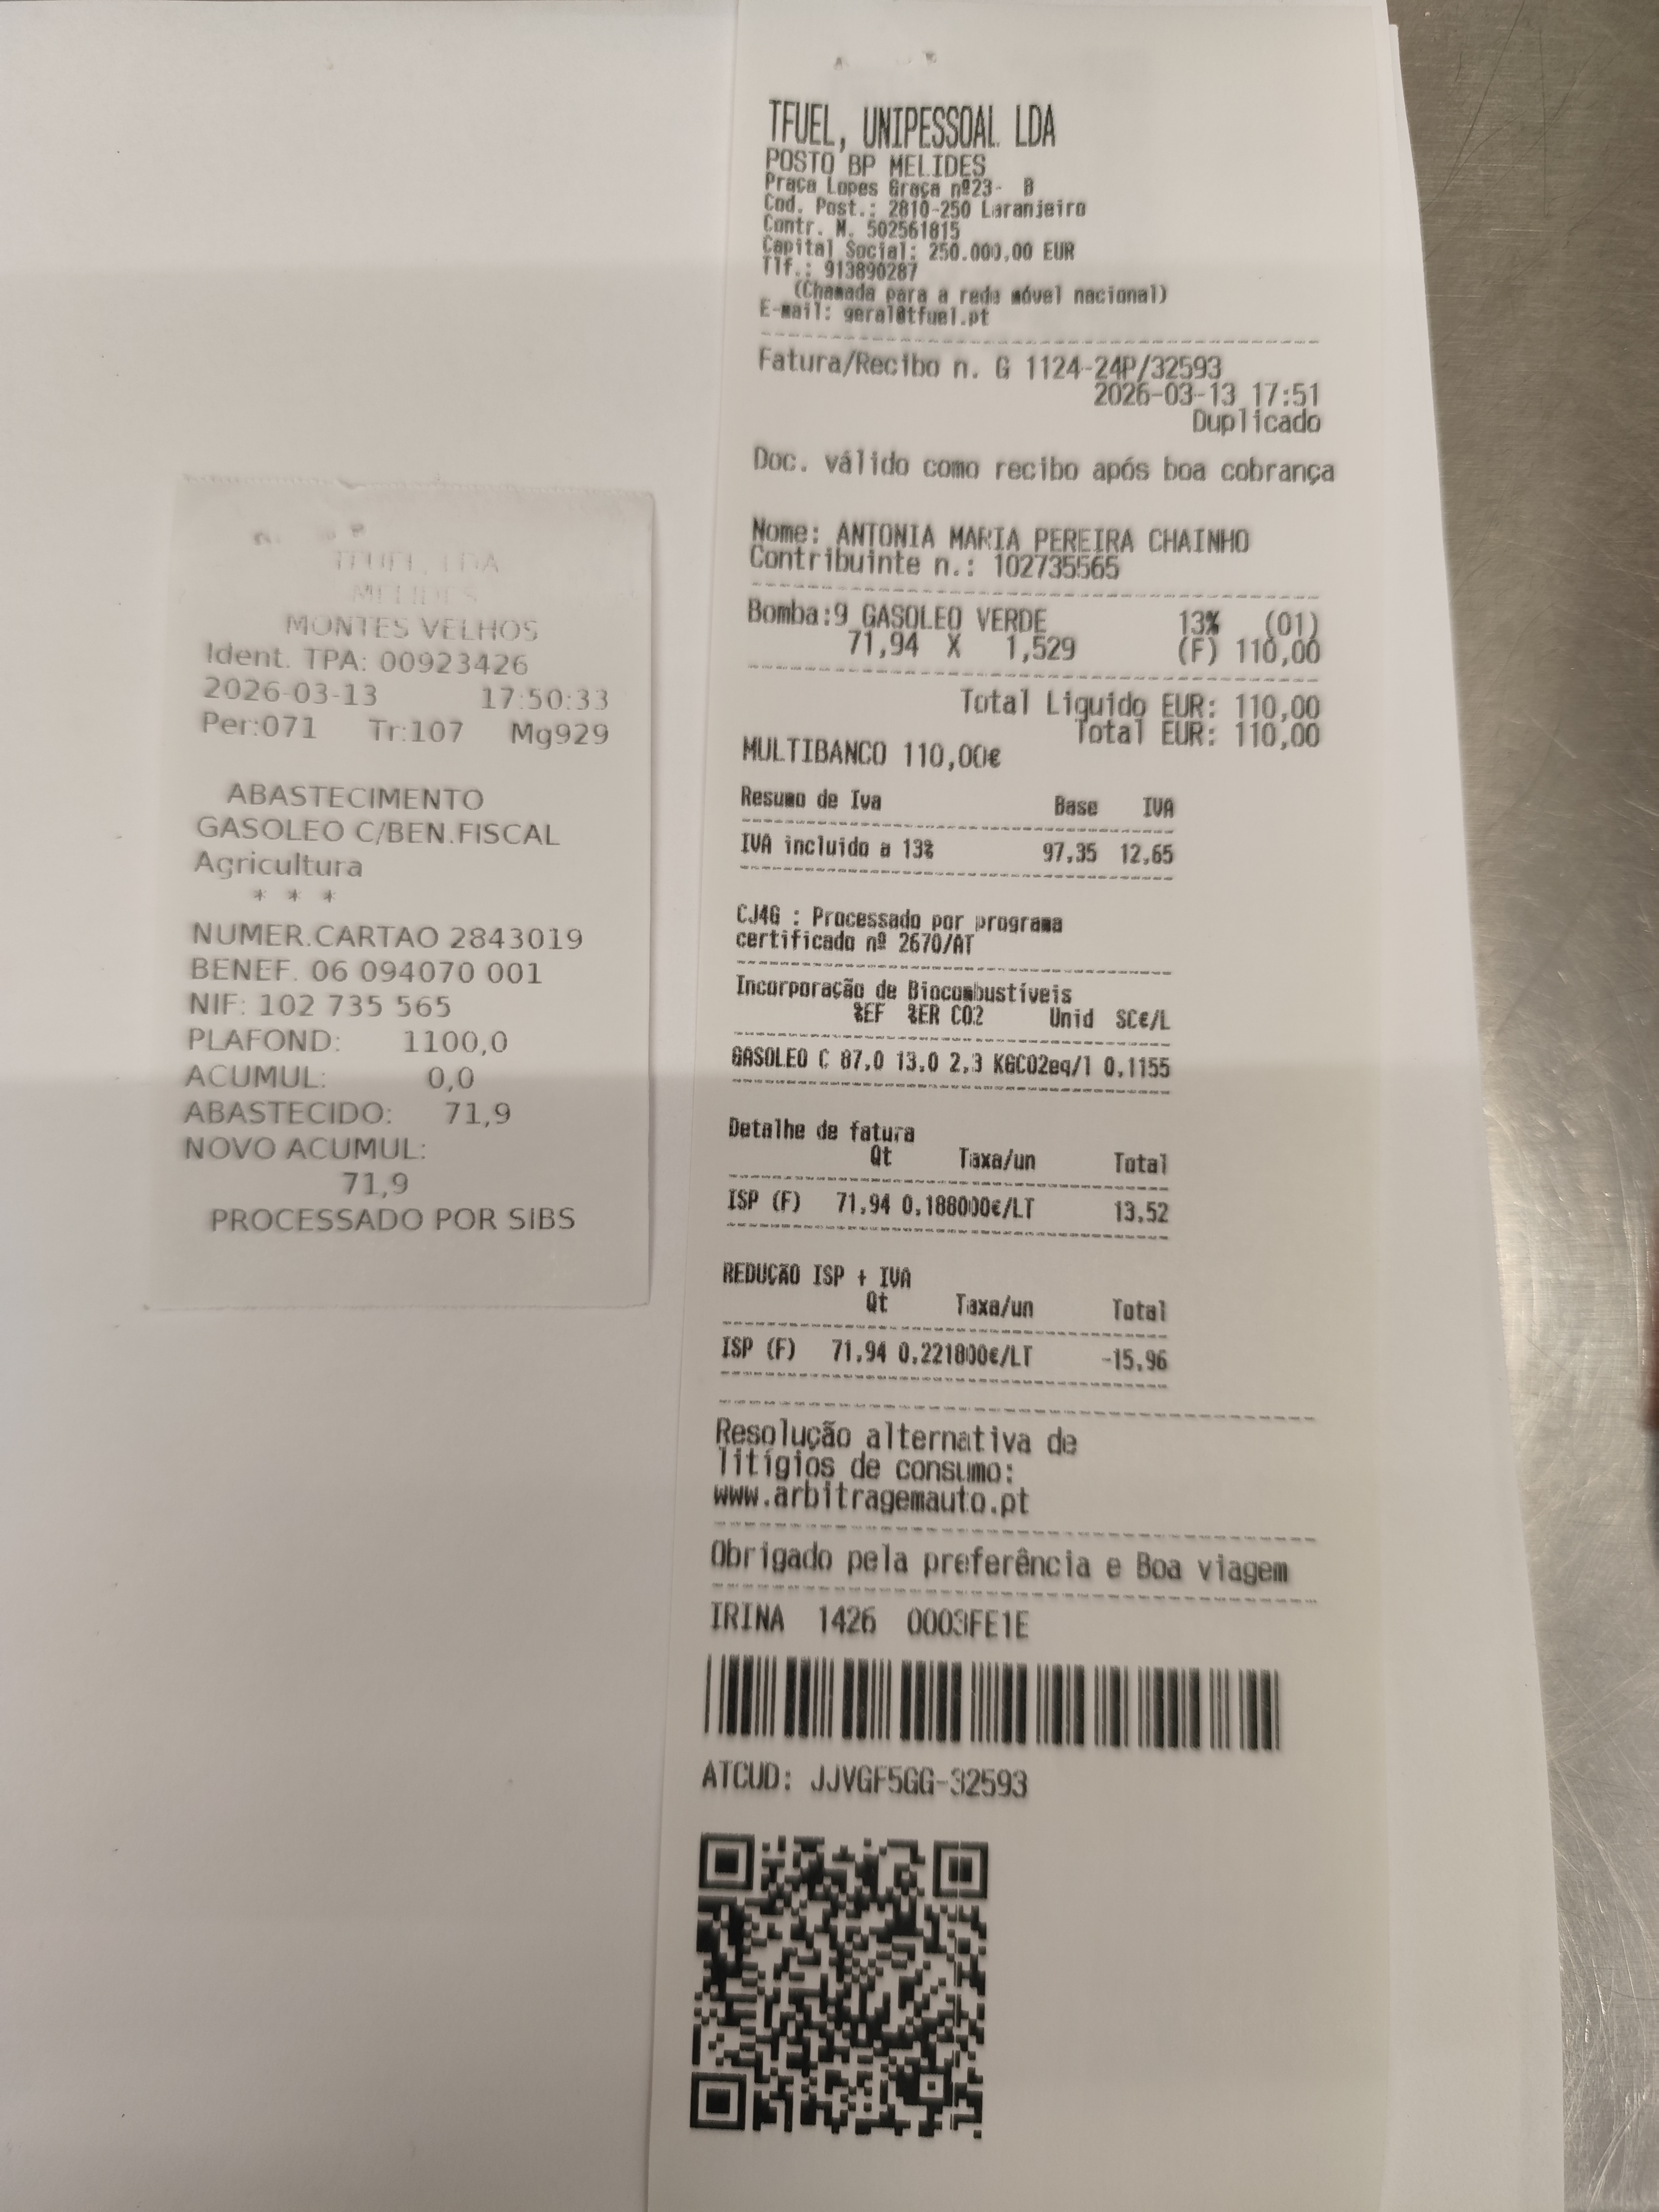 TFUEL, LDA
MELIDES
MONTES VELHOS
Ident. TPA: 00923426
2026-03-13 17:50:33
Per:071 Tr:107 Mg929
ABASTECIMENTO
GASOLEO C/BEN.FISCAL
Agricultura
* * *
NUMER.CARTAO 2843019
BENEF. 06 094070 001
NIF: 102 735 565
PLAFOND: 1100,0
ACUMUL: 0,0
ABASTECIDO: 71,9
NOVO ACUMUL:
71,9
PROCESSADO POR SIBS
TFUEL, UNIPESSOAL LDA
POSTO BP MELIDES
Praça Lopes Graça nº23- B
Cod. Post.: 2810-250 Laranjeiro
Contr. N. 502561815
Capital Social: 250.000,00 EUR
Tlf.: 913890287
(Chamada para a rede móvel nacional)
E-mail: geral@tfuel.pt
Fatura/Recibo n. G 1124-24P/32593
2026-03-13 17:51
Duplicado
Doc. válido como recibo após boa cobrança
Nome: ANTONIA MARIA PEREIRA CHAINHO
Contribuinte n.: 102735565
Bomba:9 GASOLEO VERDE 13% (01)
71,94 X 1,529 (F) 110,00
Total Liquido EUR: 110,00
Total EUR: 110,00
MULTIBANCO 110,00€
Resumo de Iva Base IVA
IVA incluido a 13% 97,35 12,65
CJ4G : Processado por programa
certificado nº 2670/AT
Incorporação de Biocombustíveis
%EF %ER CO2 Unid SC€/L
GASOLEO C 87,0 13,0 2,3 KGCO2eq/l 0,1155
Detalhe de fatura
Qt Taxa/un Total
ISP (F) 71,94 0,188000€/LT 13,52
REDUÇÃO ISP + IVA
Qt Taxa/un Total
ISP (F) 71,94 0,221800€/LT -15,96
Resolução alternativa de
litígios de consumo:
www.arbitragemauto.pt
Obrigado pela preferência e Boa viagem
IRINA 1426 0003FE1E
ATCUD: JJVGF5GG-32593